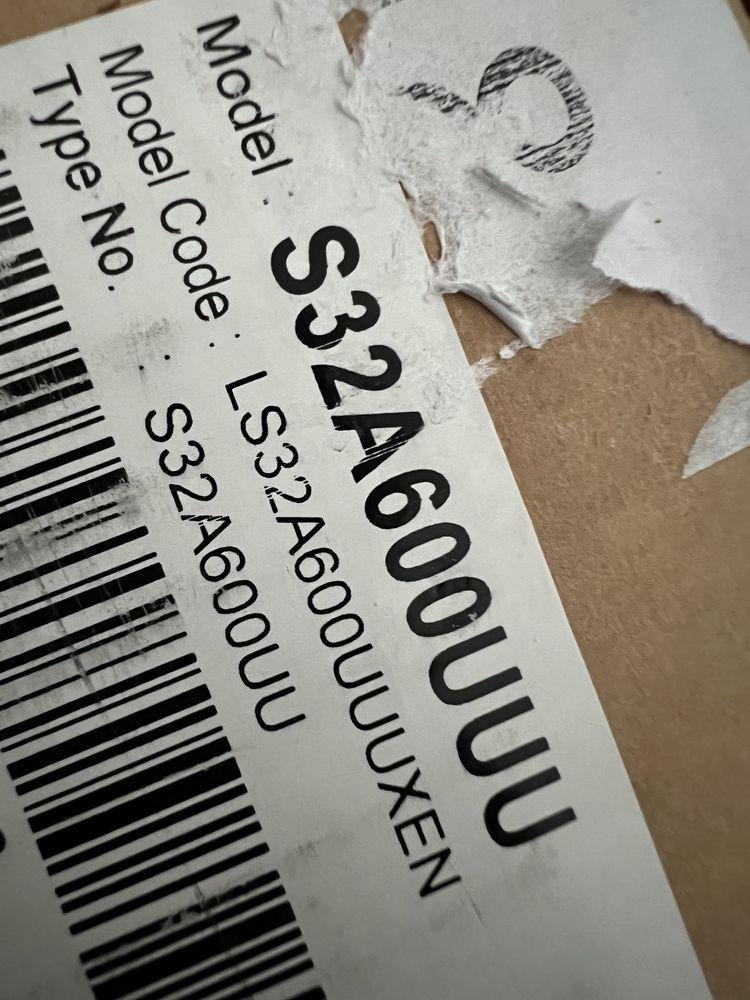 Model : S32A600UUU
Model Code : LS32A600UUUXEN
Type No. : S32A600UU